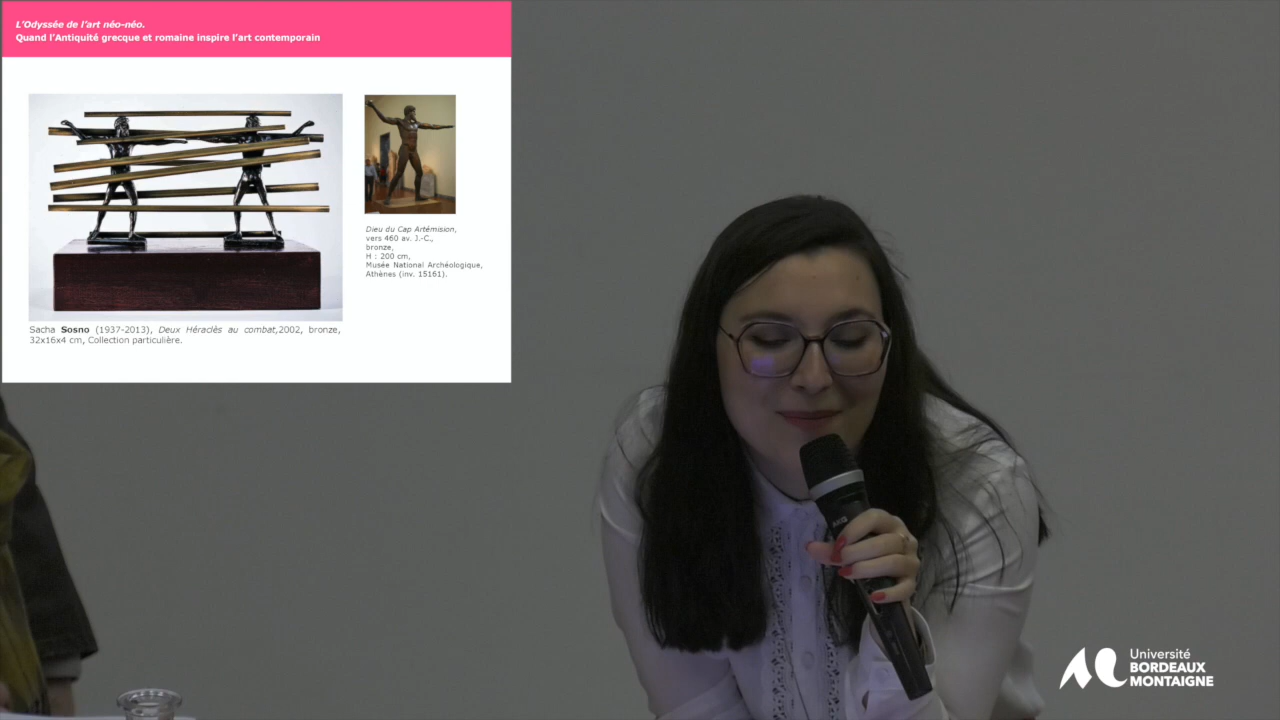 L'Odyssée de l'art néo-néo.
Quand l'Antiquité grecque et romaine inspire l'art contemporain
Dieu du Cap Artémision,
vers 460 av. J.-C.,
bronze,
H : 200 cm,
Musée National Archéologique,
Athènes (inv. 15161).
Sacha Sosno (1937-2013), Deux Héraclès au combat,2002, bronze,
32x16x4 cm, Collection particulière.
Université
BORDEAUX
MONTAIGNE